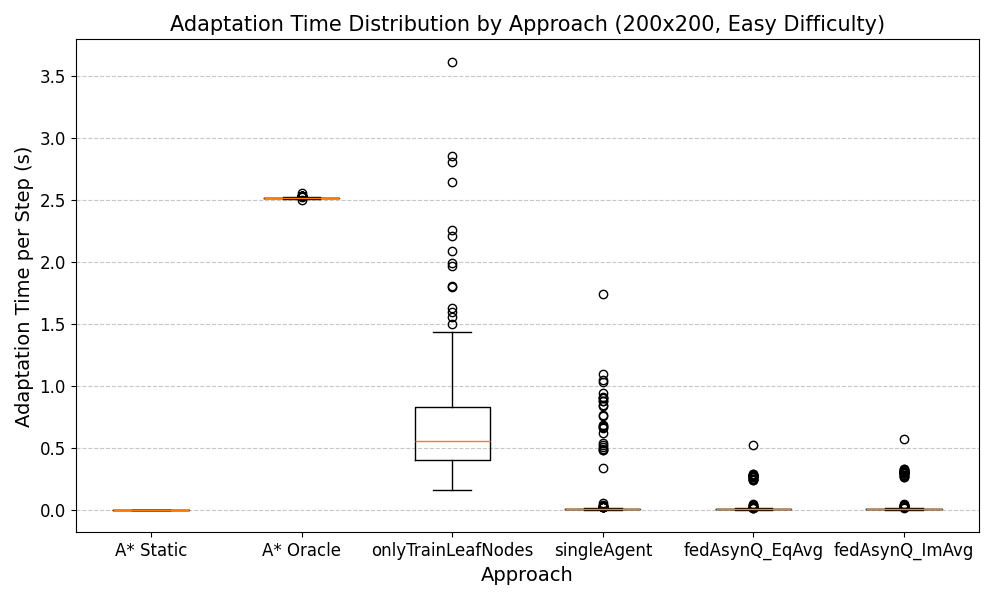 Adaptation Time Distribution by Approach (200x200, Easy Difficulty)
Adaptation Time per Step (s)
3.5
3.0
2.5
2.0
1.5
1.0
0.5
0.0
A* Static
A* Oracle
onlyTrainLeafNodes
singleAgent
fedAsynQ_EqAvg
fedAsynQ_ImAvg
Approach